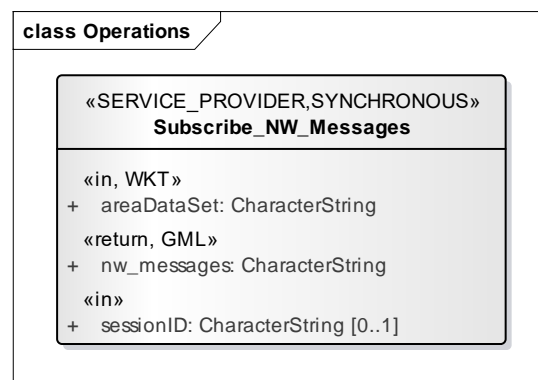 class Operations
«SERVICE_PROVIDER,SYNCHRONOUS»
Subscribe_NW_Messages
«in, WKT»
+ areaDataSet: CharacterString
«return, GML»
+ nw_messages: CharacterString
«in»
+ sessionID: CharacterString [0..1]